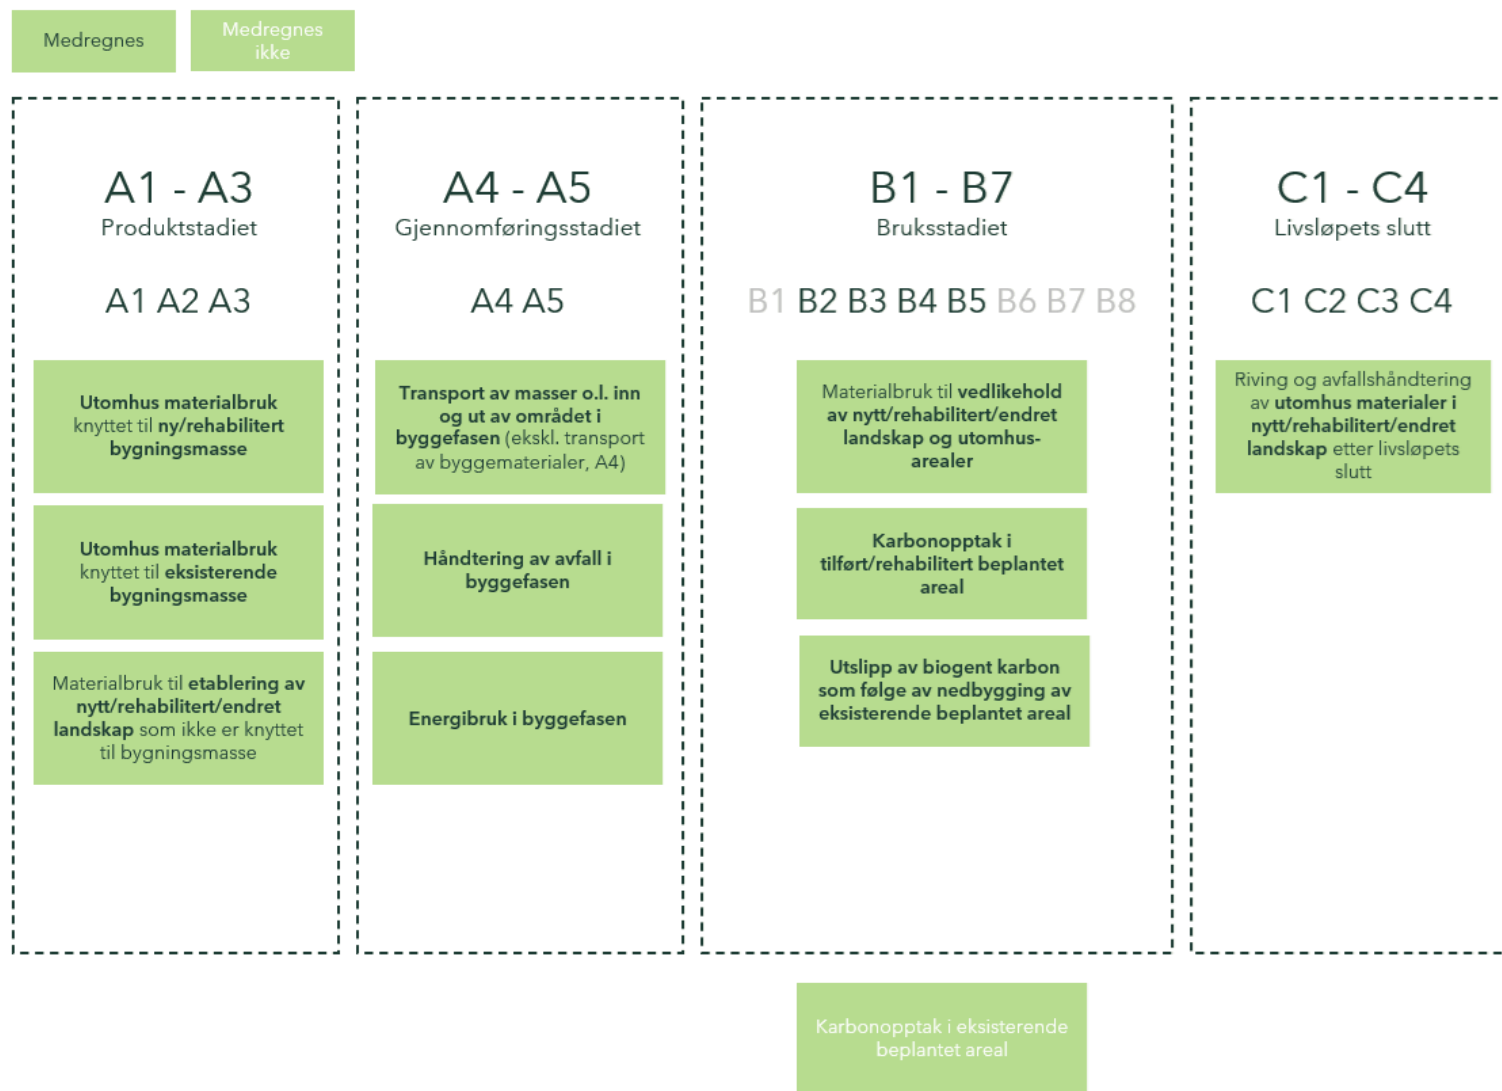 Medregnes
Medregnes
ikke
A1 - A3
Produktstadiet
A1 A2 A3
Utomhus materialbruk
knyttet til ny/rehabilitert
bygningsmasse
Utomhus materialbruk
knyttet til eksisterende
bygningsmasse
Materialbruk til etablering av
nytt/rehabilitert/endret
landskap som ikke er knyttet
til bygningsmasse
A4 - A5
Gjennomføringsstadiet
A4 A5
Transport av masser o.l. inn
og ut av området i
byggefasen (ekskl. transport
av byggematerialer, A4)
Håndtering av avfall i
byggefasen
Energibruk i byggefasen
B1 - B7
Bruksstadiet
B1 B2 B3 B4 B5 B6 B7 B8
Materialbruk til vedlikehold
av nytt/rehabilitert/endret
landskap og utomhus-
arealer
Karbonopptak i
tilført/rehabilitert beplantet
areal
Utslipp av biogent karbon
som følge av nedbygging av
eksisterende beplantet areal
C1 - C4
Livsløpets slutt
C1 C2 C3 C4
Riving og avfallshåndtering
av utomhus materialer i
nytt/rehabilitert/endret
landskap etter livsløpets
slutt
Karbonopptak i eksisterende
beplantet areal